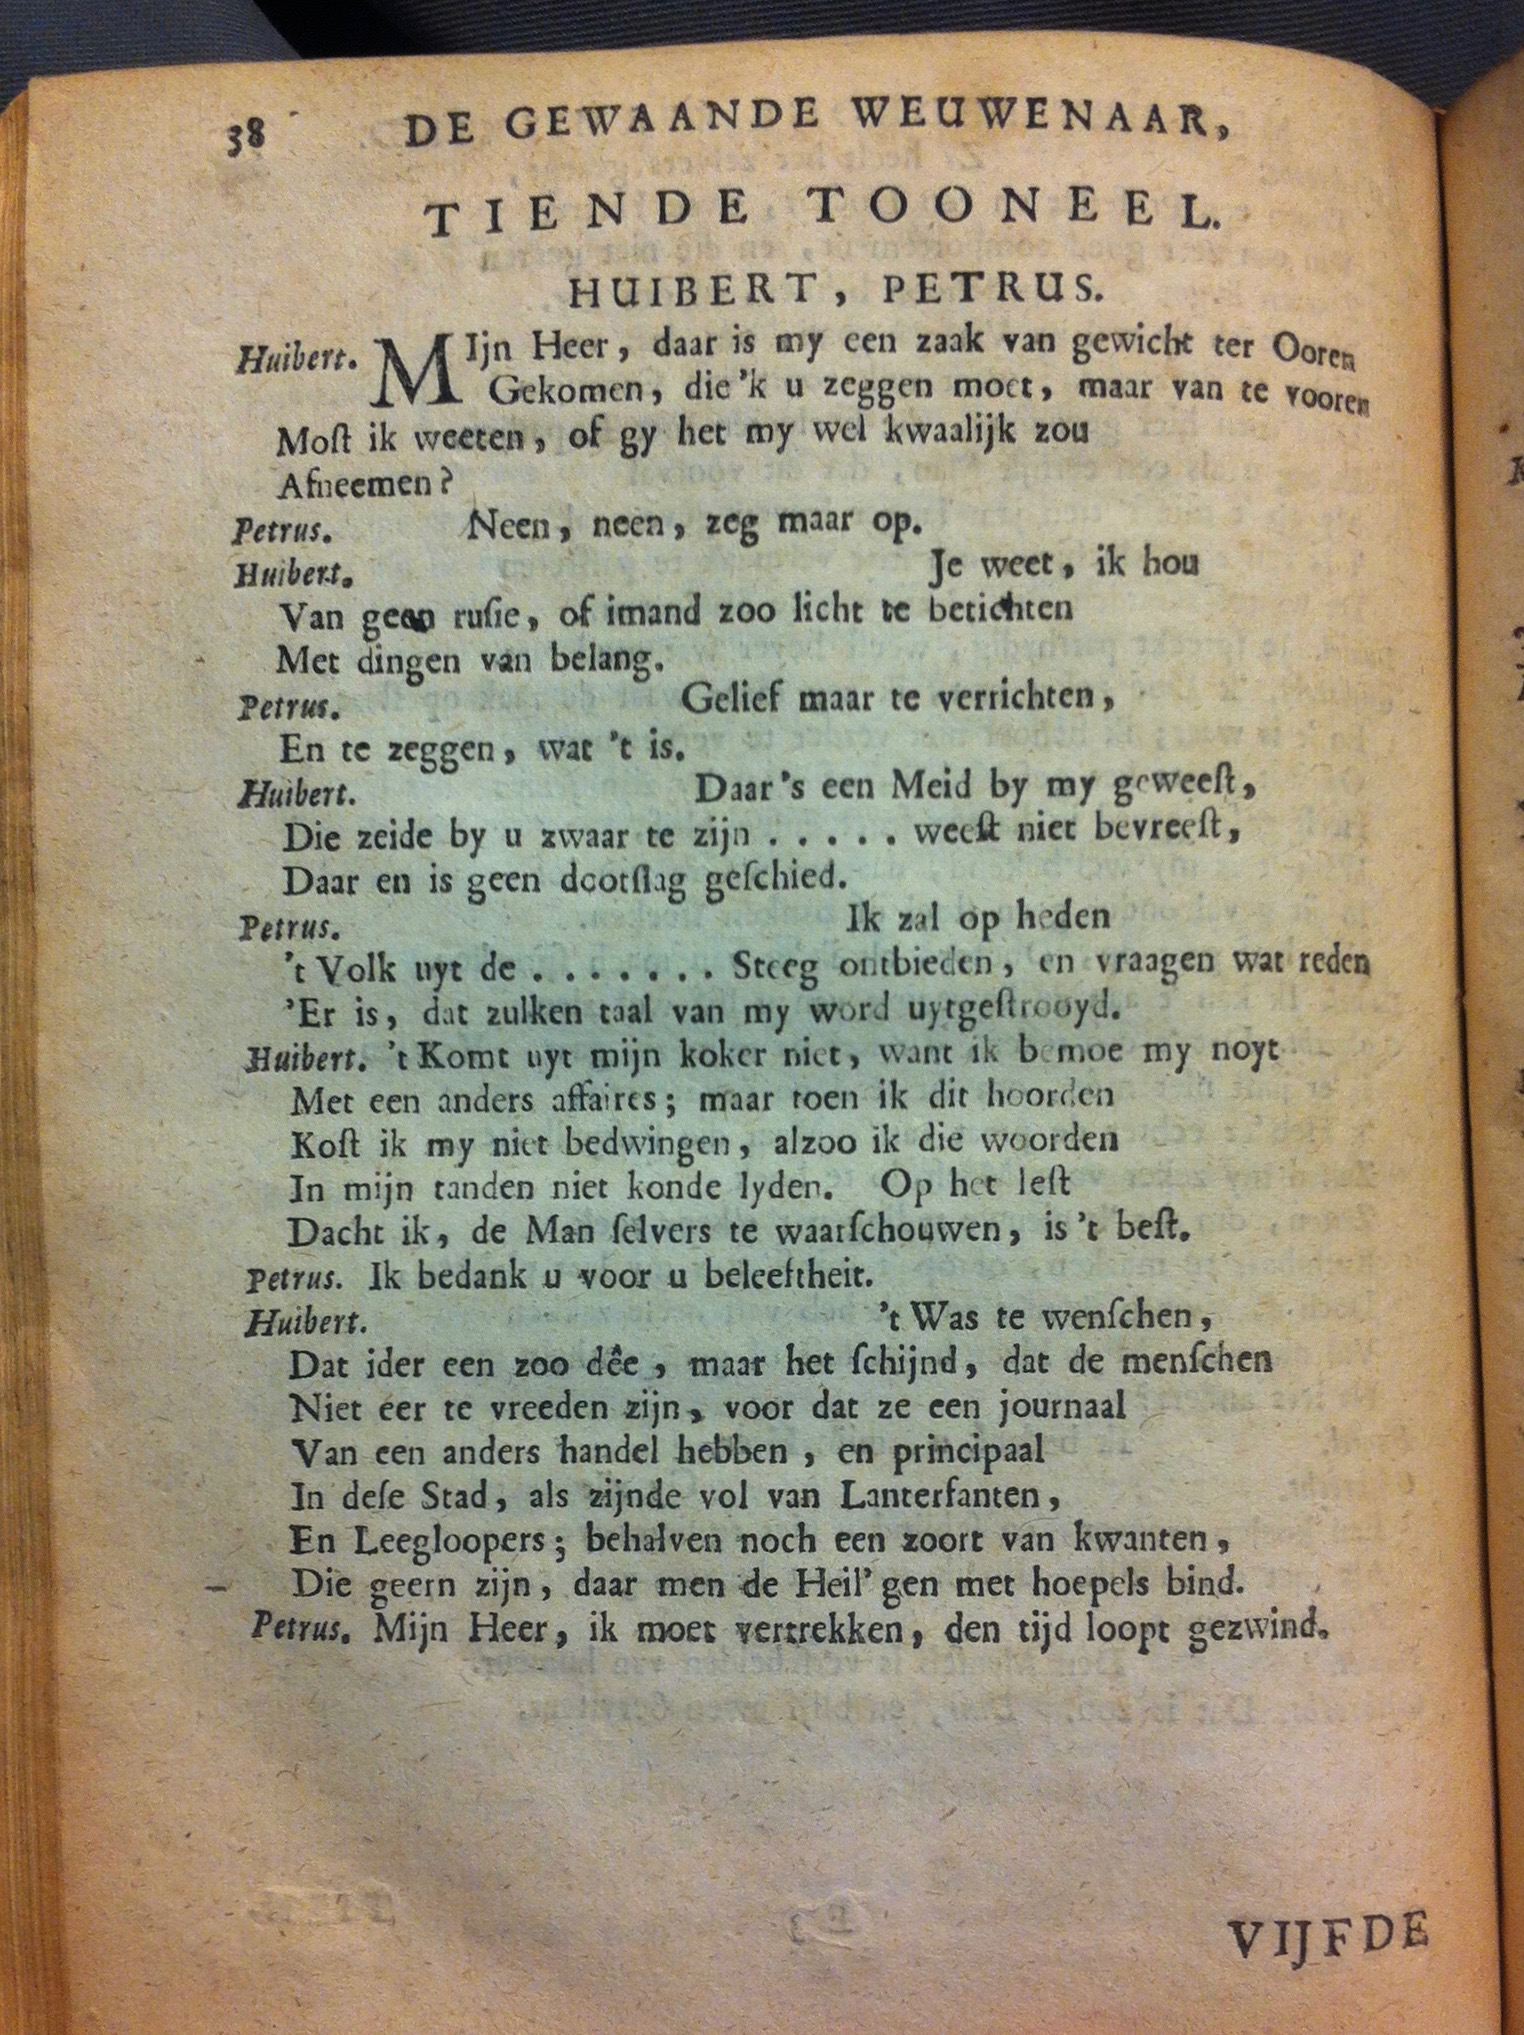 38 DE GEWAANDE WEUWENAAR,
TIENDE TOONEEL.
HUIBERT, PETRUS.
Huibert. MIjn Heer, daar is my een zaak van gewicht ter Ooren
Gekomen, die 'k u zeggen moet, maar van te vooren
Moſt ik weeten, of gy het my wel kwaalijk zou
Afneemen?
Petrus. Neen, neen, zeg maar op.
Huibert. Je weet, ik hou
Van geen ruſie, of imand zoo licht te betichten
Met dingen van belang.
Petrus. Gelief maar te verrichten,
En te zeggen, wat 't is.
Huibert. Daar's een Meid by my geweeſt,
Die zeide by u zwaar te zijn . . . . . weeſt niet bevreeſt,
Daar en is geen dootſlag geſchied.
Petrus. Ik zal op heden
't Volk uyt de . . . . . . . Steeg ontbieden, en vraagen wat reden
'Er is, dat zulken taal van my word uytgeſtrooyd.
Huibert. 't Komt uyt mijn koker niet, want ik bemoe my noyt
Met een anders affaires; maar toen ik dit hoorden
Koſt ik my niet bedwingen, alzoo ik die woorden
In mijn tanden niet konde lyden. Op het leſt
Dacht ik, de Man ſelvers te waarſchouwen, is 't beſt.
Petrus. Ik bedank u voor u beleeftheit.
Huibert. 't Was te wenſchen,
Dat ider een zoo dêe, maar het ſchijnd, dat de menſchen
Niet eer te vreeden zijn, voor dat ze een journaal
Van een anders handel hebben, en principaal
In deſe Stad, als zijnde vol van Lanterfanten,
En Leegloopers; behalven noch een zoort van kwanten,
Die geern zijn, daar men de Heil'gen met hoepels bind.
Petrus. Mijn Heer, ik moet vertrekken, den tijd loopt gezwind.
VIJFDE